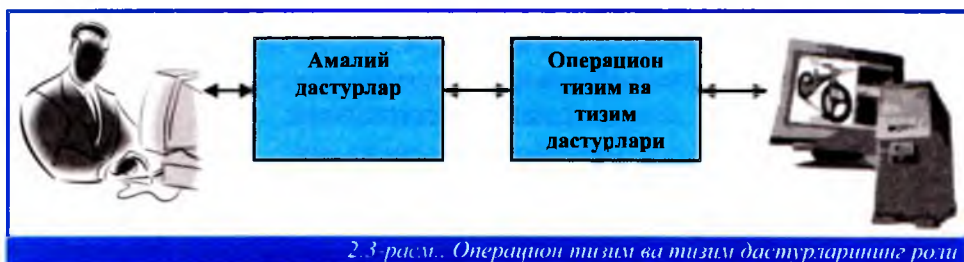 Амалий
дастурлар
Операцион
тизим ва
тизим
дастурлари
2.3-расм.. Операцион тизим ва тизим дастурларининг роли